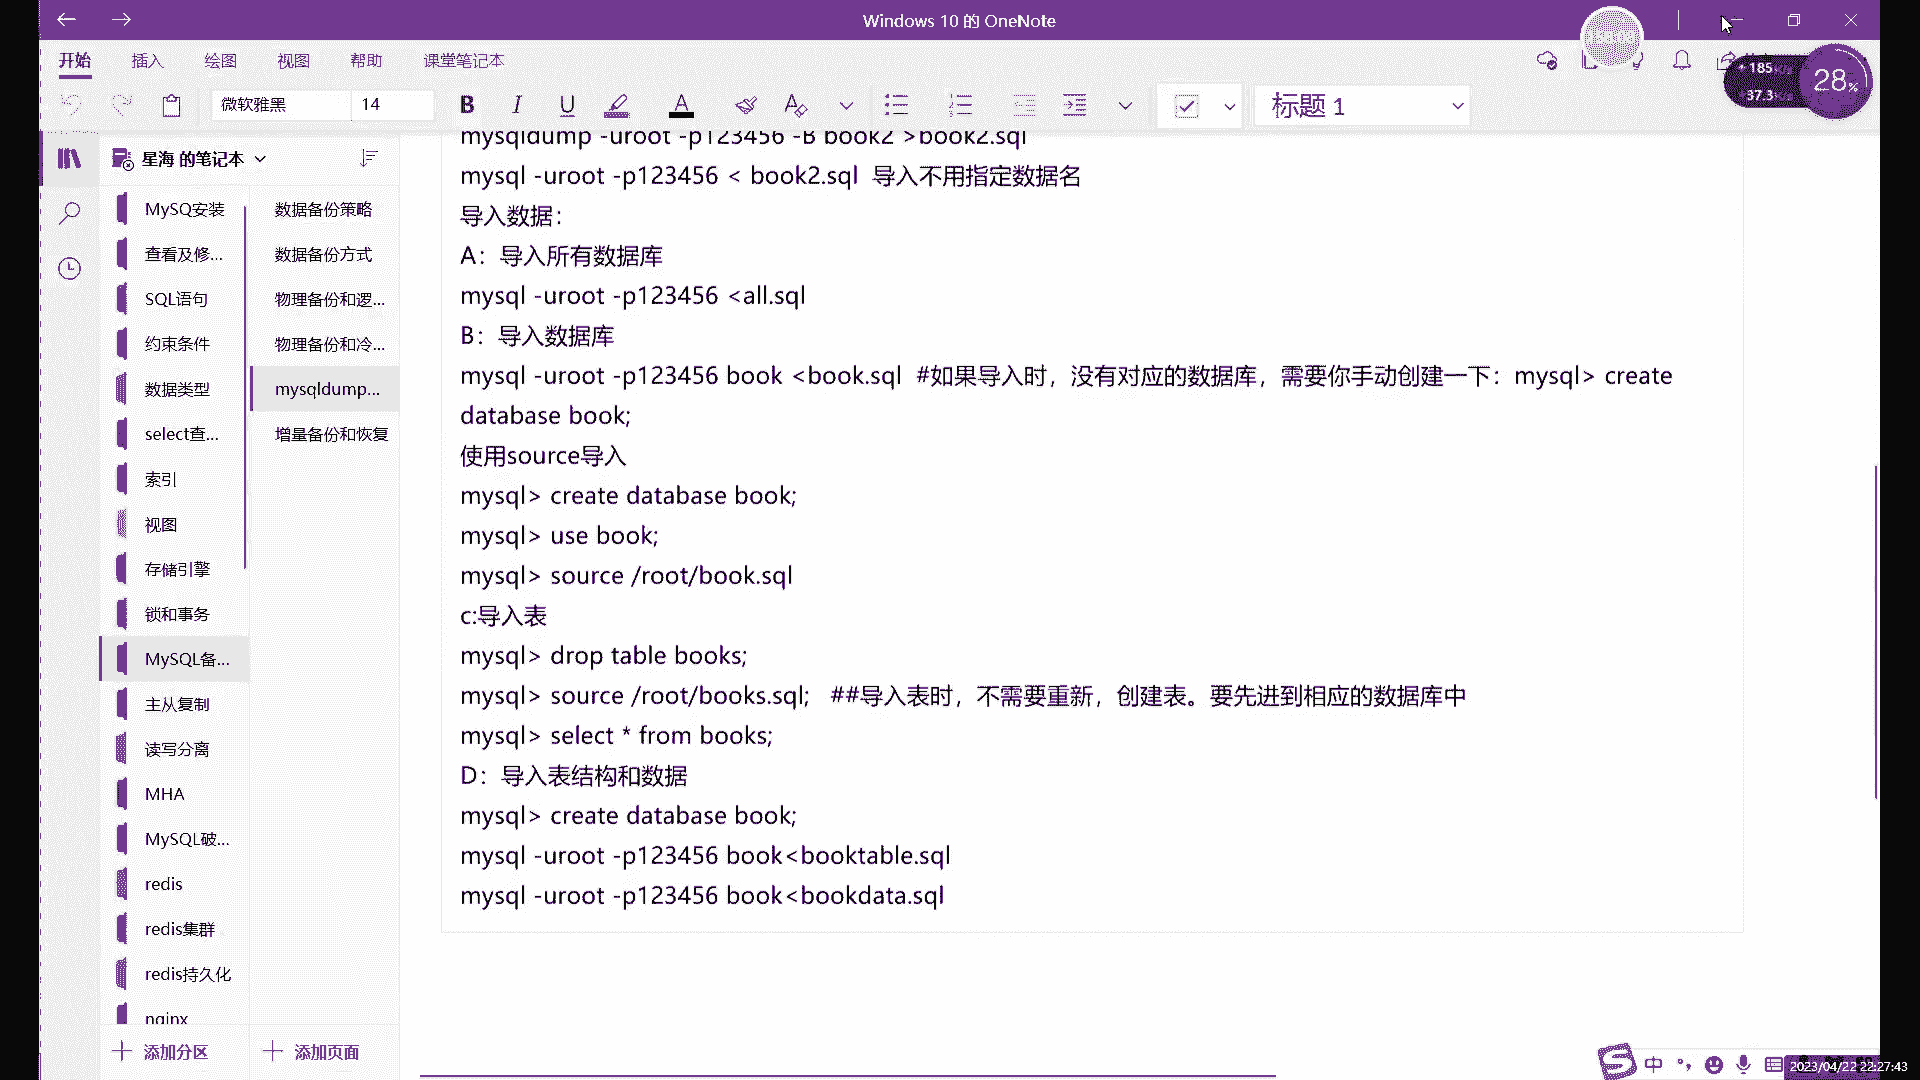 Windows 10 的 OneNote
开始
插入
绘图
视图
帮助
课堂笔记本
微软雅黑
14
B
I
U
A
标题 1
185
37.3
28%
星海 的笔记本
MySQ安装
查看及修...
SQL语句
约束条件
数据类型
select查...
索引
视图
存储引擎
锁和事务
MySQL备...
主从复制
读写分离
MHA
MySQL破...
redis
redis集群
redis持久化
nginx
添加分区
数据备份策略
数据备份方式
物理备份和逻...
物理备份和冷...
mysqldump...
增量备份和恢复
添加页面
mysqldump -uroot -p123456 -B book2 >book2.sql
mysql -uroot -p123456 < book2.sql 导入不用指定数据名
导入数据：
A：导入所有数据库
mysql -uroot -p123456 <all.sql
B：导入数据库
mysql -uroot -p123456 book <book.sql #如果导入时，没有对应的数据库，需要你手动创建一下：mysql> create
database book;
使用source导入
mysql> create database book;
mysql> use book;
mysql> source /root/book.sql
c:导入表
mysql> drop table books;
mysql> source /root/books.sql; ##导入表时，不需要重新，创建表。要先进到相应的数据库中
mysql> select * from books;
D：导入表结构和数据
mysql> create database book;
mysql -uroot -p123456 book<booktable.sql
mysql -uroot -p123456 book<bookdata.sql
中
2023/04/22 22:27:43